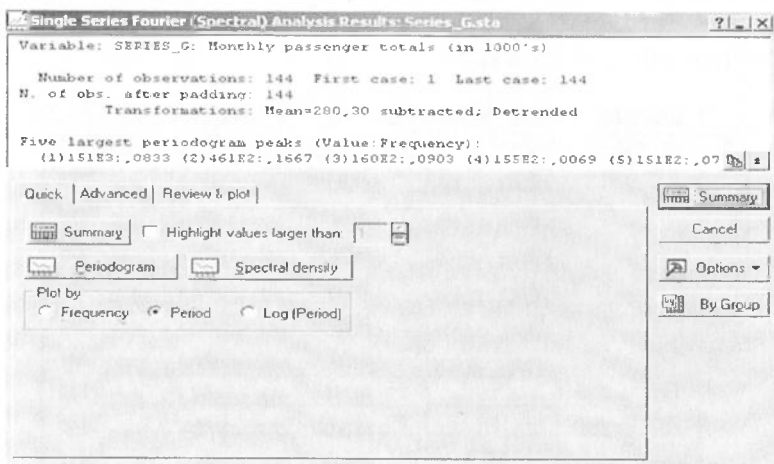 Single Series Fourier (Spectral) Analysis Results: Series_G.sta
Variable: SERIES_G: Monthly passenger totals (in 1000's)
Number of observations: 144 First case: 1 Last case: 144
N. of obs. after padding: 144
Transformations: Mean=280,30 subtracted; Detrended
Five largest periodogram peaks (Value:Frequency):
(1)151E3:,0833 (2)461E2:,1667 (3)160E2:,0903 (4)155E2:,0069 (5)151E2:,07
Quick Advanced Review & plot
Summary
Summary Highlight values larger than:
Cancel
Periodogram Spectral density
Options
Plot by
Frequency Period Log (Period)
By Group